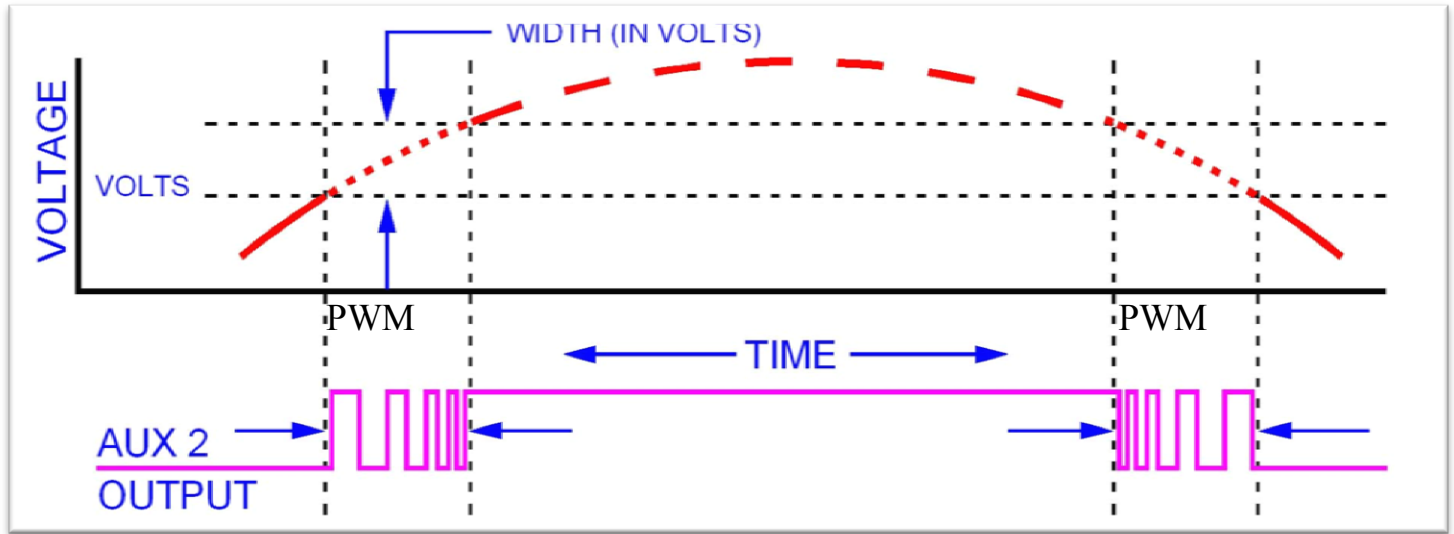 WIDTH (IN VOLTS)
VOLTAGE
VOLTS
PWM
PWM
TIME
AUX 2
OUTPUT